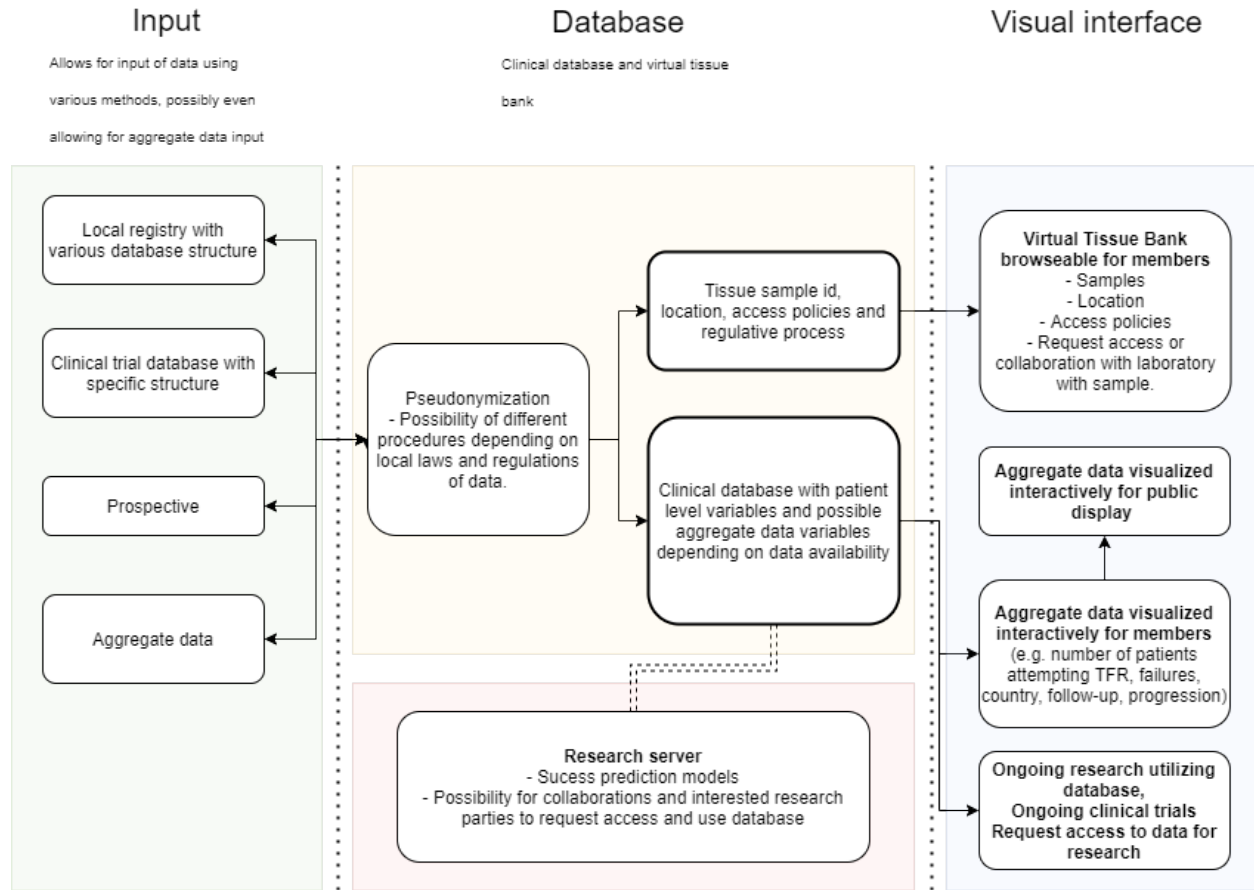 Input
Allows for input of data using
various methods, possibly even
allowing for aggregate data input
Database
Clinical database and virtual tissue
bank
Visual interface
Local registry with
various database structure
Clinical trial database with
specific structure
Prospective
Aggregate data
Pseudonymization
- Possibility of different
procedures depending on
local laws and regulations
of data.
Tissue sample id,
location, access policies and
regulative process
Clinical database with patient
level variables and possible
aggregate data variables
depending on data availability
Research server
- Sucess prediction models
- Possibility for collaborations and interested research
parties to request access and use database
Virtual Tissue Bank
browseable for members
- Samples
- Location
- Access policies
- Request access or
collaboration with laboratory
with sample.
Aggregate data visualized
interactively for public
display
Aggregate data visualized
interactively for members
(e.g. number of patients
attempting TFR, failures,
country, follow-up, progression)
Ongoing research utilizing
database,
Ongoing clinical trials
Request access to data for
research